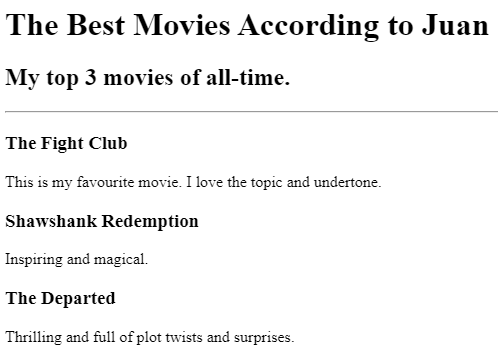 The Best Movies According to Juan
My top 3 movies of all-time.
The Fight Club
This is my favourite movie. I love the topic and undertone.
Shawshank Redemption
Inspiring and magical.
The Departed
Thrilling and full of plot twists and surprises.